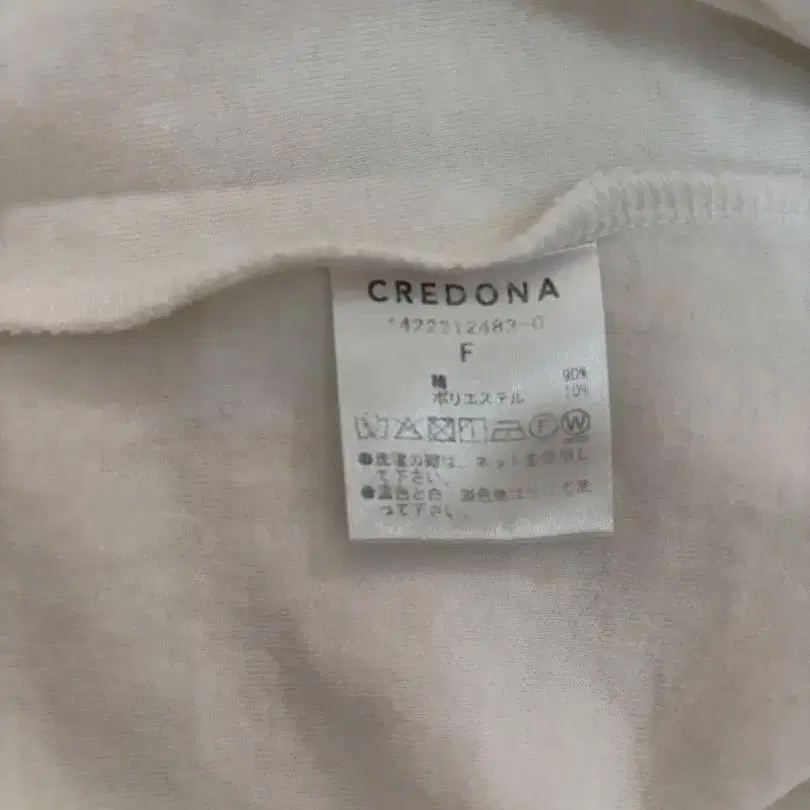 CREDONA
1422212483-0
F
綿 90%
ポリエステル 10%
F W
●洗濯の際は、ネットを使用し
て下さい。
●濃色と白・淡色物は分けて洗
って下さい。